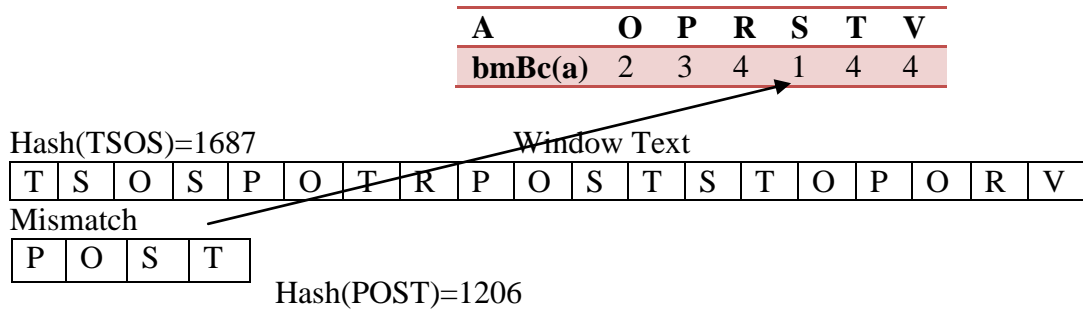 A O P R S T V
bmBc(a) 2 3 4 1 4 4
Hash(TSOS)=1687 Window Text
T S O S P O T R P O S T S T O P O R V
Mismatch
P O S T
Hash(POST)=1206